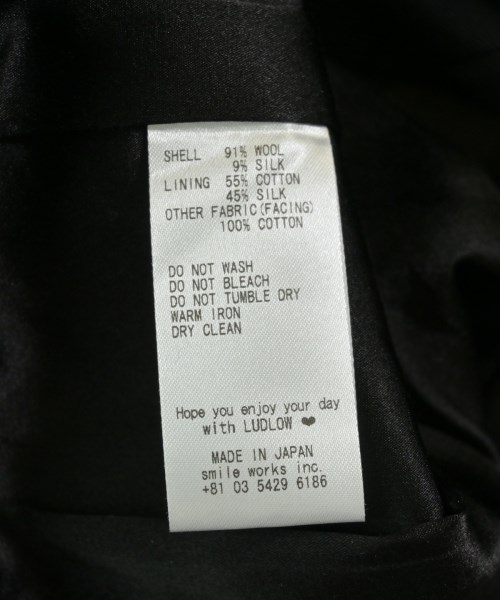 SHELL 91% WOOL
9% SILK
LINING 55% COTTON
45% SILK
OTHER FABRIC(FACING)
100% COTTON
DO NOT WASH
DO NOT BLEACH
DO NOT TUMBLE DRY
WARM IRON
DRY CLEAN
Hope you enjoy your day
with LUDLOW ❤
MADE IN JAPAN
smile works inc.
+81 03 5429 6186